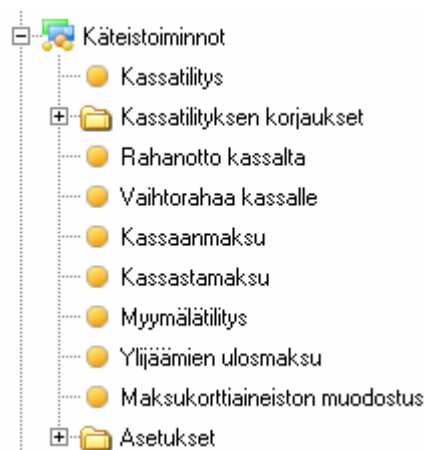 Käteistoiminnot
Kassatilitys
Kassatilityksen korjaukset
Rahanotto kassalta
Vaihtorahaa kassalle
Kassaanmaksu
Kassastamaksu
Myymälätilitys
Ylijäämien ulosmaksu
Maksukorttiaineiston muodostus
Asetukset